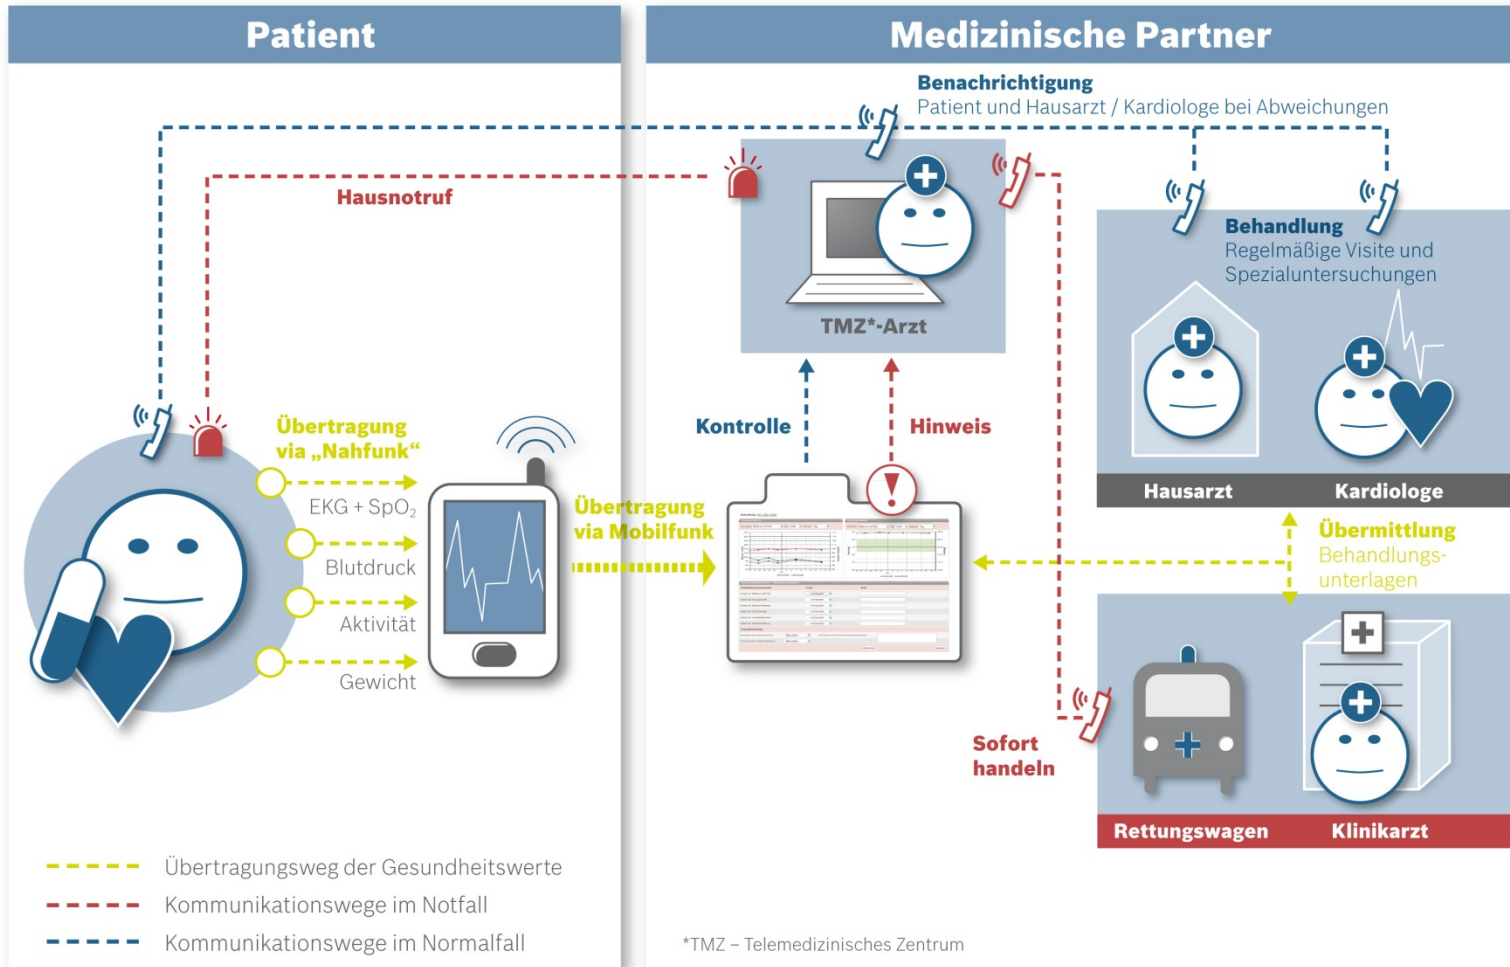 Patient
Medizinische Partner
Benachrichtigung
Patient und Hausarzt / Kardiologe bei Abweichungen
Hausnotruf
Behandlung
Regelmäßige Visite und
Spezialuntersuchungen
TMZ*-Arzt
Übertragung
via „Nahfunk“
EKG + SpO₂
Blutdruck
Aktivität
Gewicht
Übertragung
via Mobilfunk
Kontrolle
Hinweis
Hausarzt
Kardiologe
Übermittlung
Behandlungs-
unterlagen
Sofort
handeln
Rettungswagen
Klinikarzt
Übertragungsweg der Gesundheitswerte
Kommunikationswege im Notfall
Kommunikationswege im Normalfall
*TMZ – Telemedizinisches Zentrum